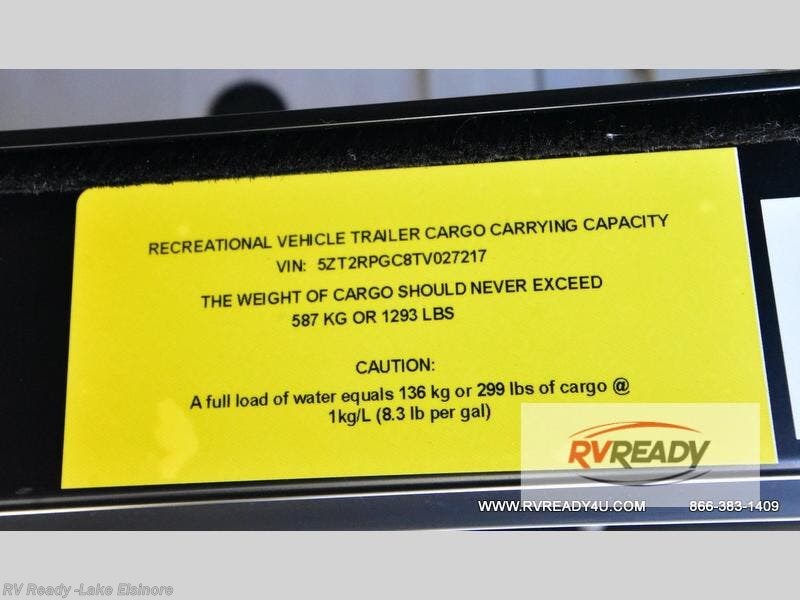 RECREATIONAL VEHICLE TRAILER CARGO CARRYING CAPACITY
VIN: 5ZT2RPGC8TV027217
THE WEIGHT OF CARGO SHOULD NEVER EXCEED
587 KG OR 1293 LBS
CAUTION:
A full load of water equals 136 kg or 299 lbs of cargo @
1kg/L (8.3 lb per gal)
RVREADY
WWW.RVREADY4U.COM 866-383-1409
RV Ready -Lake Elsinore